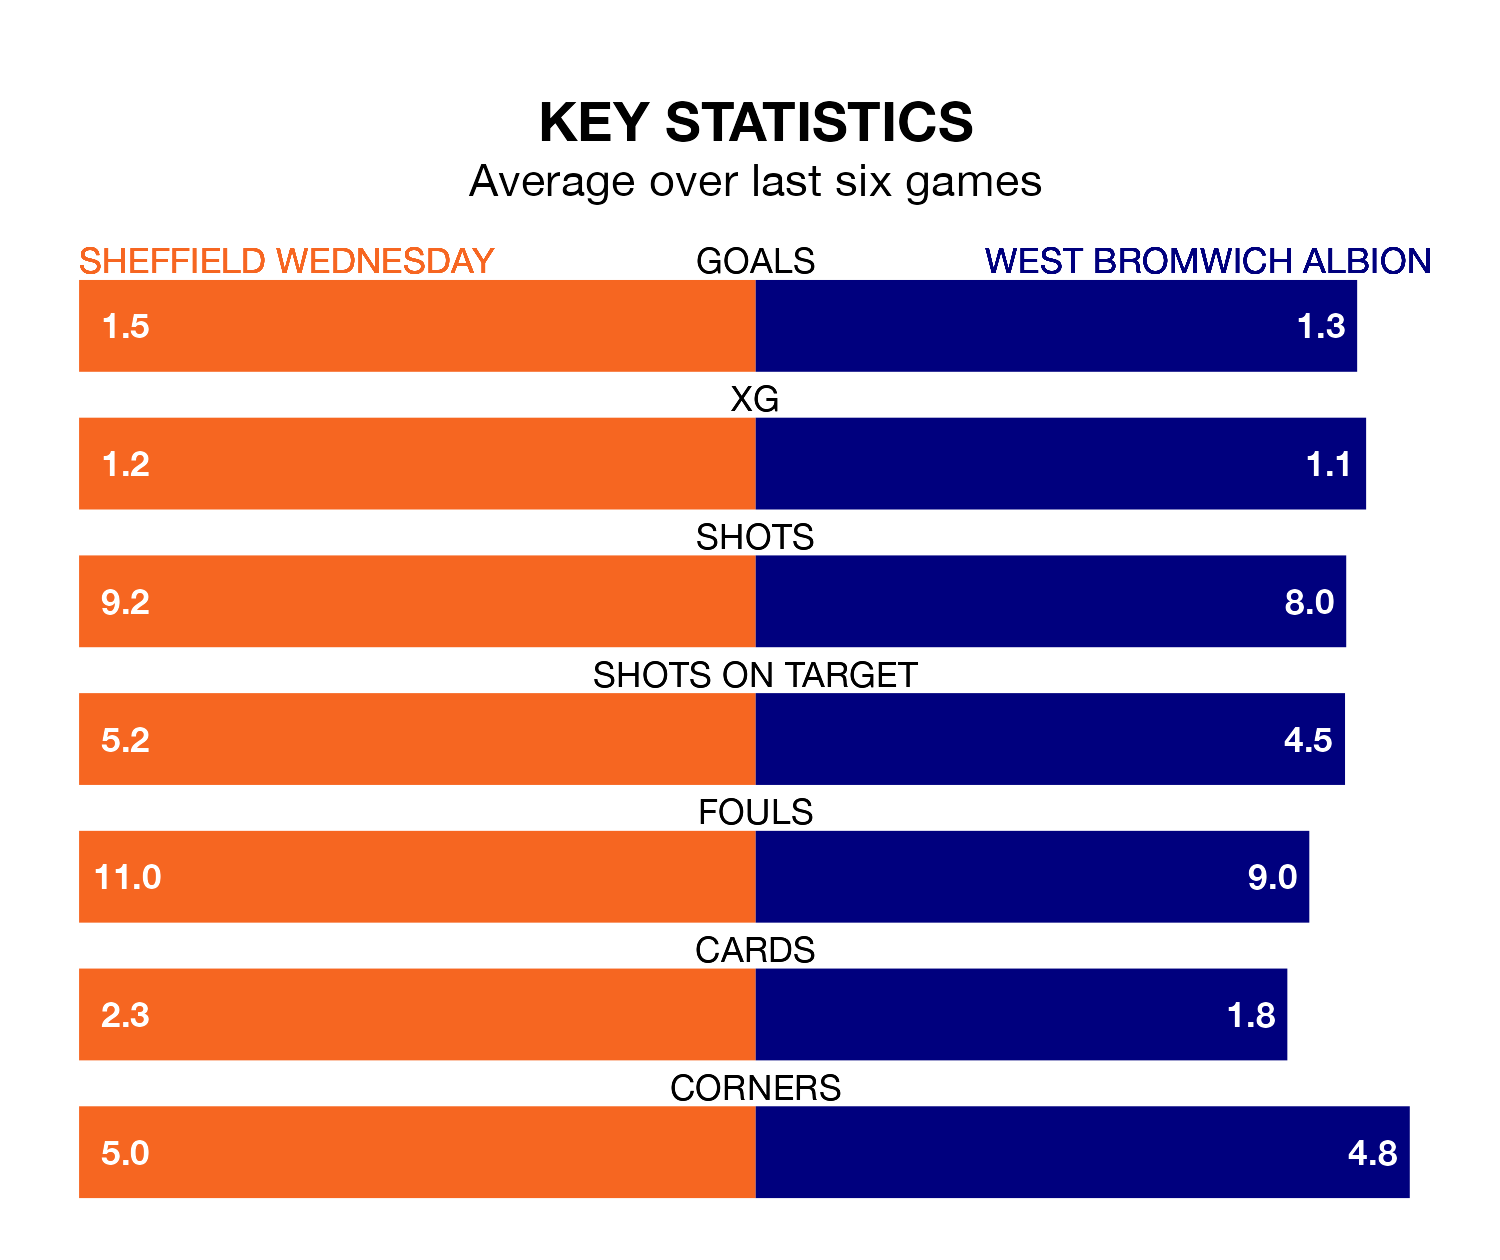 KEY STATISTICS
Average over last six games
SHEFFIELD WEDNESDAY GOALS WEST BROMWICH ALBION
1.5 1.3
XG
1.2 1.1
SHOTS
9.2 8.0
SHOTS ON TARGET
5.2 4.5
FOULS
11.0 9.0
CARDS
2.3 1.8
CORNERS
5.0 4.8